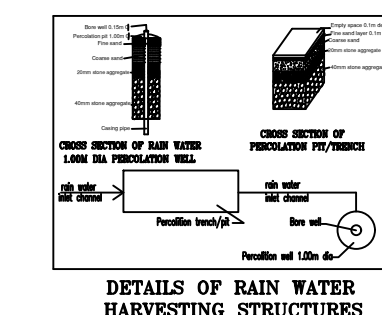 Bore well 0.15m
Percolation pit 1.00m
Fine sand
Coarse sand
20mm stone aggregate
40mm stone aggregate
Casing pipe
CROSS SECTION OF RAIN WATER
1.00M DIA PERCOLATION WELL
Empty space 0.1m de
Fine sand layer 0.1m
Coarse sand
20mm stone aggregate
40mm stone aggregate
CROSS SECTION OF
PERCOLATION PIT/TRENCH
rain water
inlet channel
Percolition trench/pit
rain water
inlet channel
Bore well
Percolition well 1.00m dia
DETAILS OF RAIN WATER
HARVESTING STRUCTURES